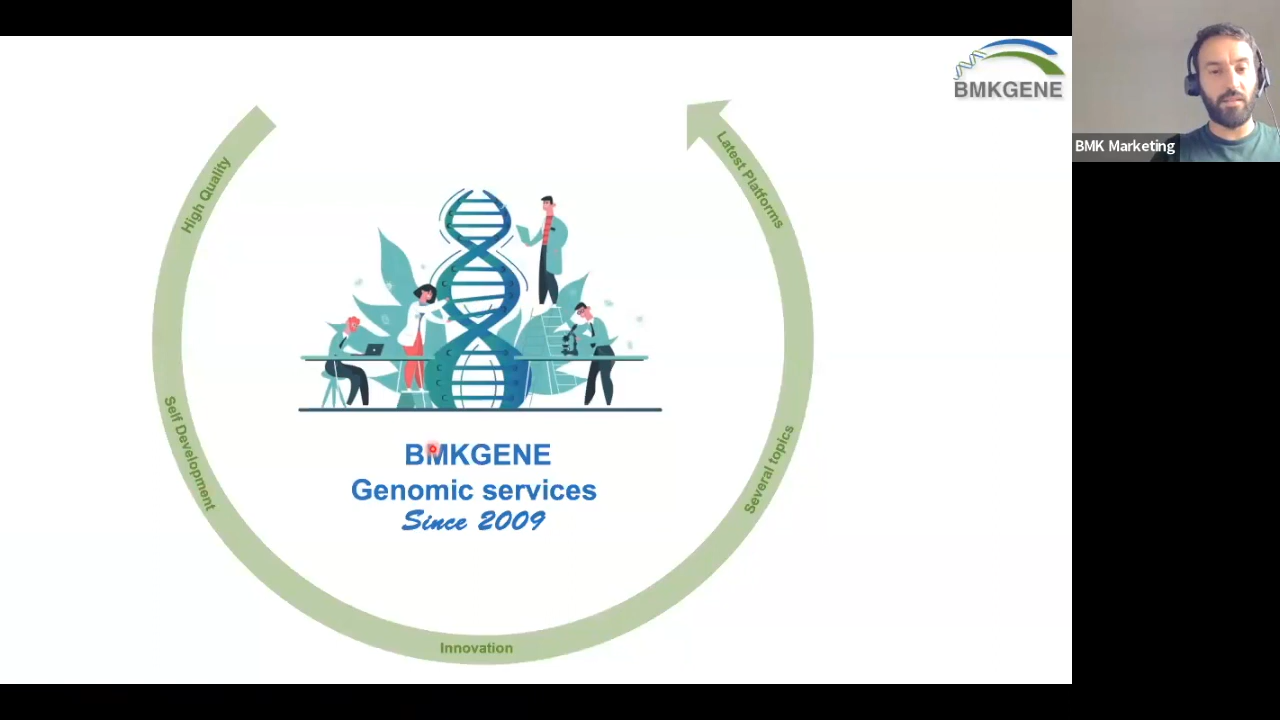 BMKGENE
BMK Marketing
High Quality
Self Development
Innovation
Several topics
Latest Platforms
BMKGENE
Genomic services
Since 2009